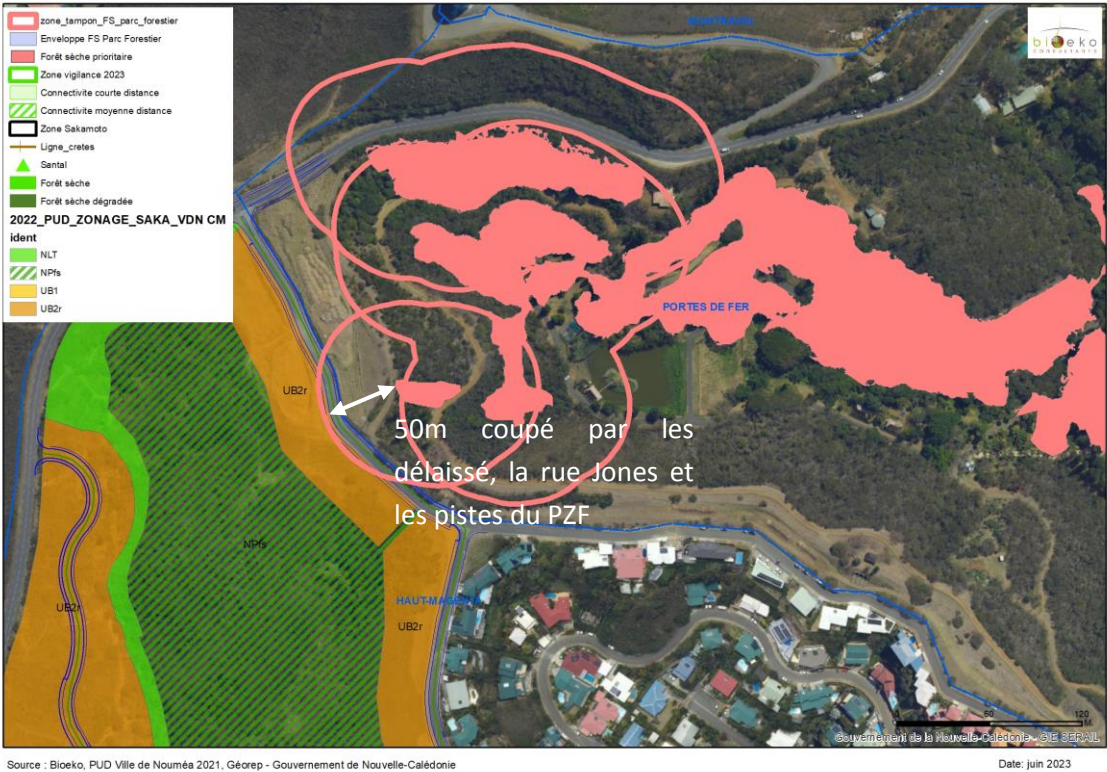 zone_tampon_FS_parc_forestier
Enveloppe FS Parc Forestier
Forêt sèche prioritaire
Zone vigilance 2023
Connectivite courte distance
Connectivite moyenne distance
Zone Sakamoto
Ligne_cretes
Santal
Forêt sèche
Forêt sèche dégradée
2022_PUD_ZONAGE_SAKA_VDN CM
ident
NLT
NPfs
UB1
UB2r
MONTRAVEL
bioeko
CONSULTANTS
PORTES DE FER
UB2r
50m coupé par les
délaissé, la rue Jones et
les pistes du PZF
NPfs
UB2r
UB2r
60
120
M
Gouvernement de la Nouvelle-Calédonie - GIE SERAIL
Source : Bioeko, PUD Ville de Nouméa 2021, Géorep - Gouvernement de Nouvelle-Calédonie
Date: juin 2023